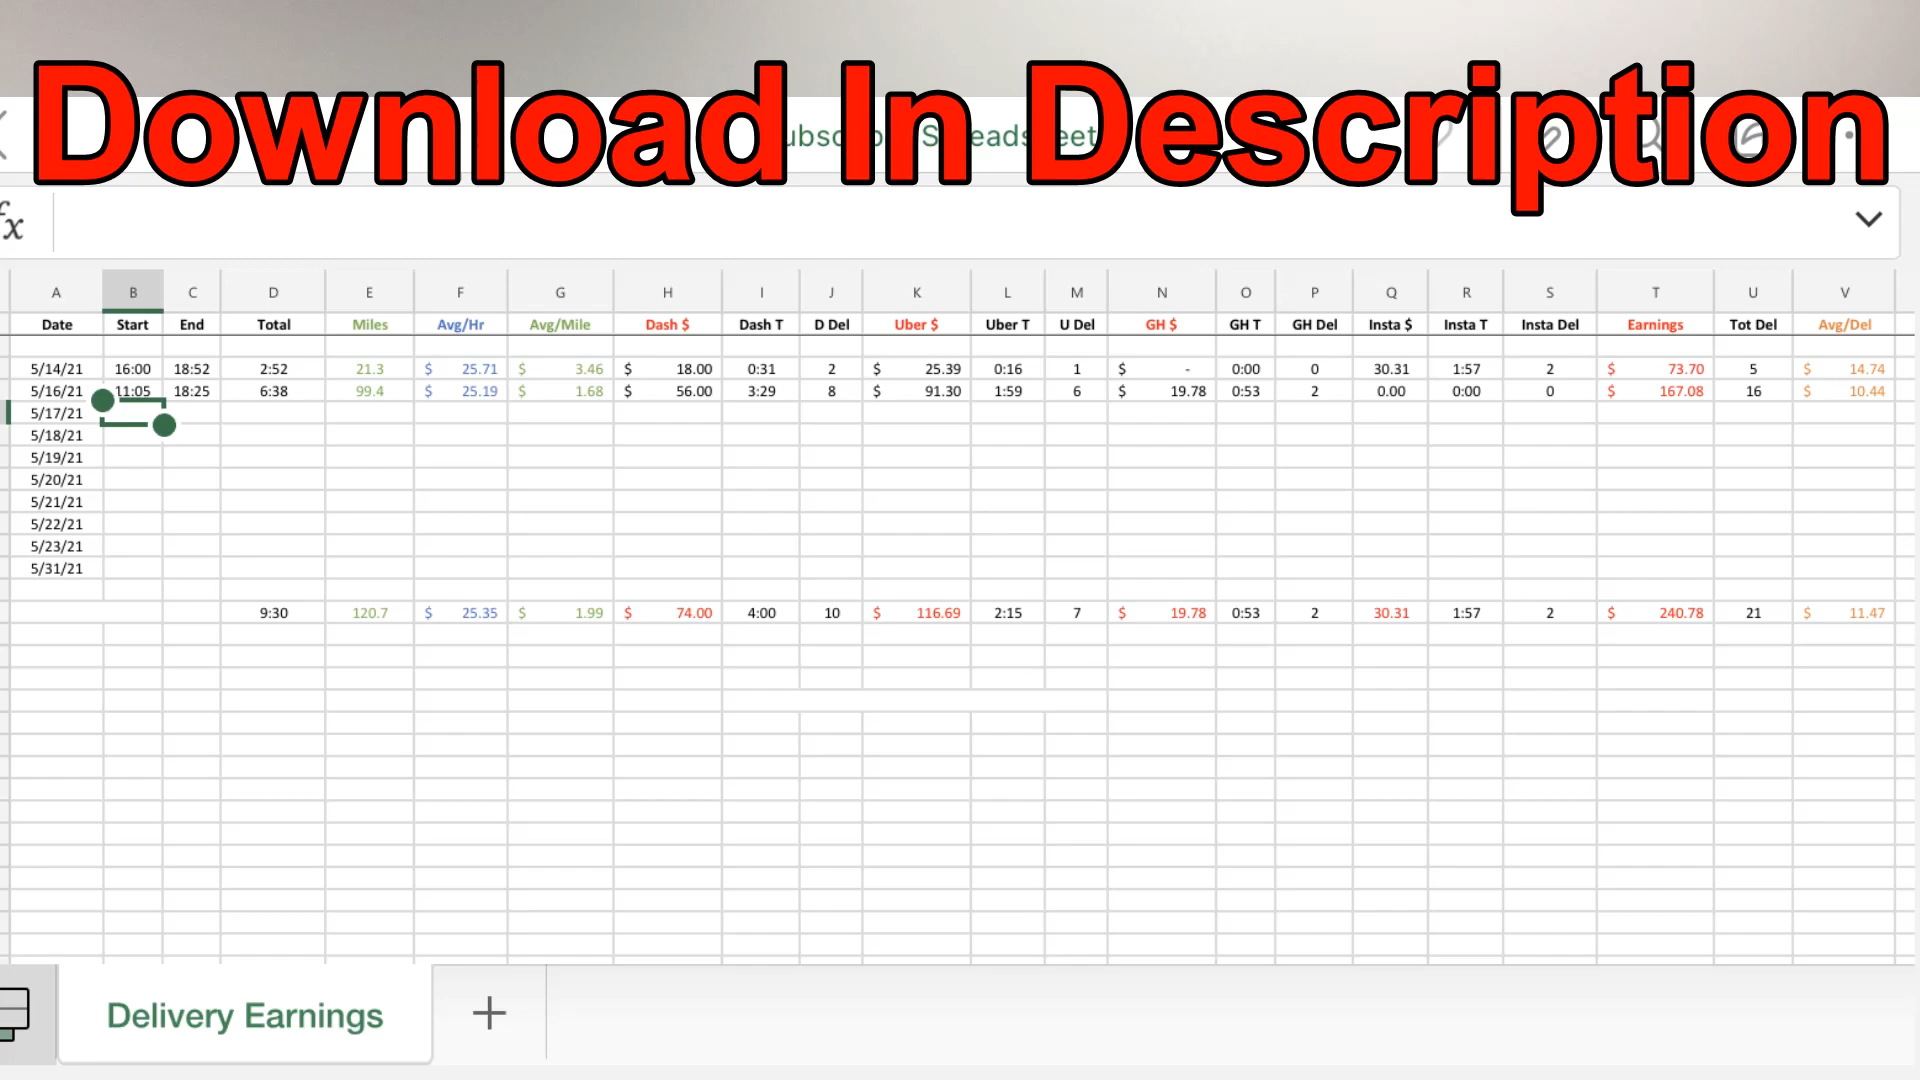 Download In Description
fx
A B C D E F G H I J K L M N O P Q R S T U V
Date Start End Total Miles Avg/Hr Avg/Mile Dash $ Dash T D Del Uber $ Uber T U Del GH $ GH T GH Del Insta $ Insta T Insta Del Earnings Tot Del Avg/Del
5/14/21 16:00 18:52 2:52 21.3 $ 25.71 $ 3.46 $ 18.00 0:31 2 $ 25.39 0:16 1 $ - 0:00 0 30.31 1:57 2 $ 73.70 5 $ 14.74
5/16/21 11:05 18:25 6:38 99.4 $ 25.19 $ 1.68 $ 56.00 3:29 8 $ 91.30 1:59 6 $ 19.78 0:53 2 0.00 0:00 0 $ 167.08 16 $ 10.44
5/17/21
5/18/21
5/19/21
5/20/21
5/21/21
5/22/21
5/23/21
5/31/21
9:30 120.7 $ 25.35 $ 1.99 $ 74.00 4:00 10 $ 116.69 2:15 7 $ 19.78 0:53 2 30.31 1:57 2 $ 240.78 21 $ 11.47
Delivery Earnings